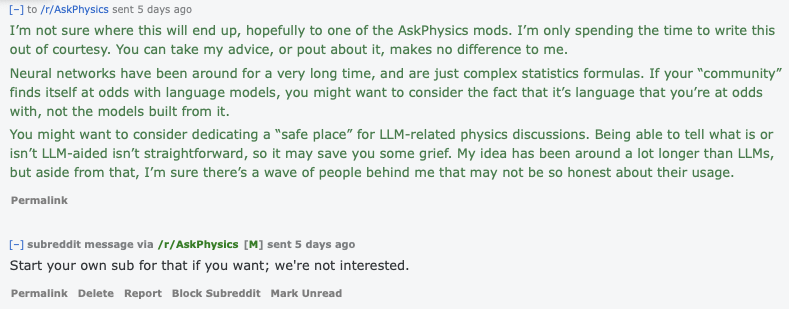 [–] to /r/AskPhysics sent 5 days ago
I’m not sure where this will end up, hopefully to one of the AskPhysics mods. I’m only spending the time to write this
out of courtesy. You can take my advice, or pout about it, makes no difference to me.
Neural networks have been around for a very long time, and are just complex statistics formulas. If your “community”
finds itself at odds with language models, you might want to consider the fact that it’s language that you’re at odds
with, not the models built from it.
You might want to consider dedicating a “safe place” for LLM-related physics discussions. Being able to tell what is or
isn’t LLM-aided isn’t straightforward, so it may save you some grief. My idea has been around a lot longer than LLMs,
but aside from that, I’m sure there’s a wave of people behind me that may not be so honest about their usage.
Permalink
[–] subreddit message via /r/AskPhysics [M] sent 5 days ago
Start your own sub for that if you want; we're not interested.
Permalink Delete Report Block Subreddit Mark Unread